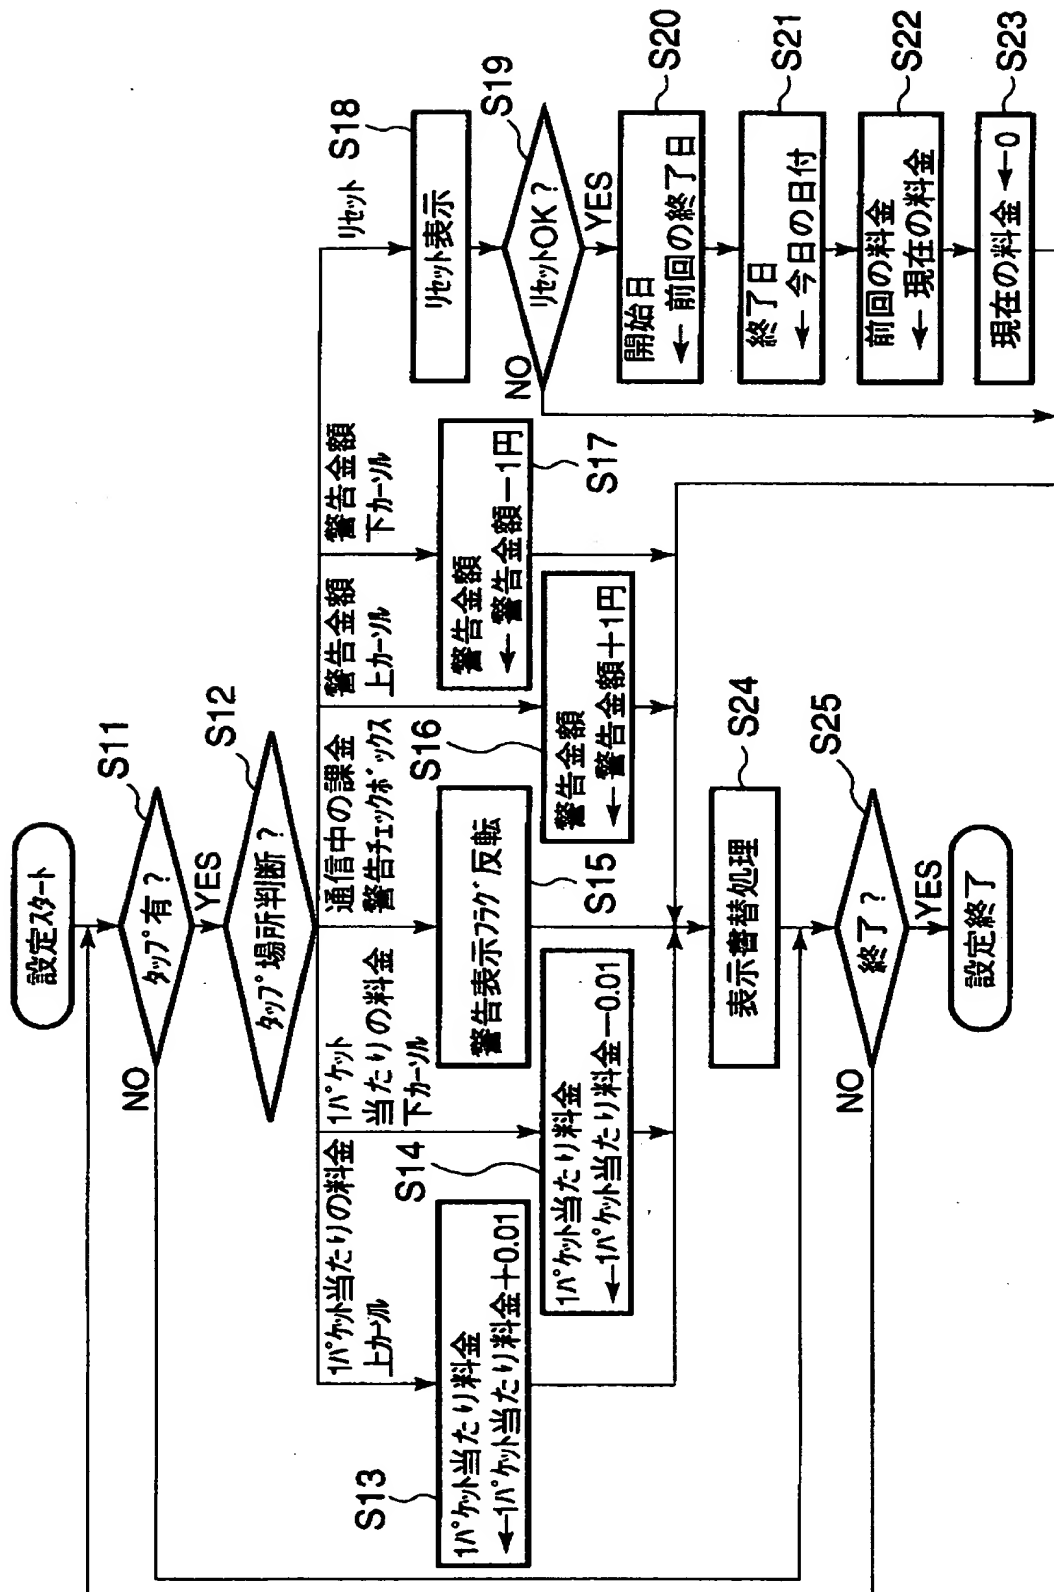 設定スタート
S11
タップ有？
NO
YES
S12
タップ場所判断？
1パケット当たりの料金
上カーソル
S13
1パケット当たり料金
←1パケット当たり料金＋0.01
1パケット
当たりの料金
下カーソル
S14
1パケット当たり料金
←1パケット当たり料金－0.01
通信中の課金
警告チェックボックス
警告表示フラグ反転
S15
警告金額
上カーソル
S16
警告金額
←警告金額＋1円
警告金額
下カーソル
警告金額
←警告金額－1円
S17
リセット
S18
リセット表示
S19
リセットOK？
NO
YES
S20
開始日
←前回の終了日
S21
終了日
←今日の日付
S22
前回の料金
←現在の料金
S23
現在の料金←0
S24
表示書替処理
S25
終了？
NO
YES
設定終了